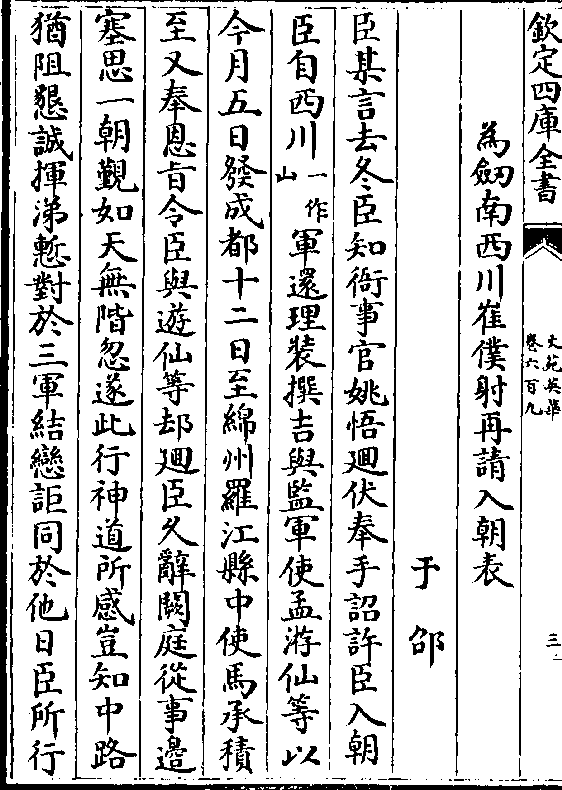 欽定四庫全書
文苑英華
卷六百九
三
為劒南西川崔僕射再請入朝表
于邵
臣某言去冬臣知衙事官姚悟廻伏奉手詔許臣入朝
臣自西川一作山軍還理裝撰吉與監軍使孟游仙等以
今月五日發成都十二日至綿州羅江縣中使馬承積
至又奉恩旨令臣與遊仙等却廻臣久辭闕庭從事邉
塞思一朝覲如天無階忽遂此行神道所感豈知中路
猶阻懇誠揮涕慙對於三軍結戀詎同於他日臣所行